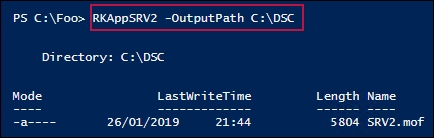 PS C:\Foo> RKAppSRV2 -OutputPath C:\DSC
Directory: C:\DSC
Mode LastWriteTime Length Name
---- ------------- ------ ----
-a---- 26/01/2019 21:44 5804 SRV2.mof